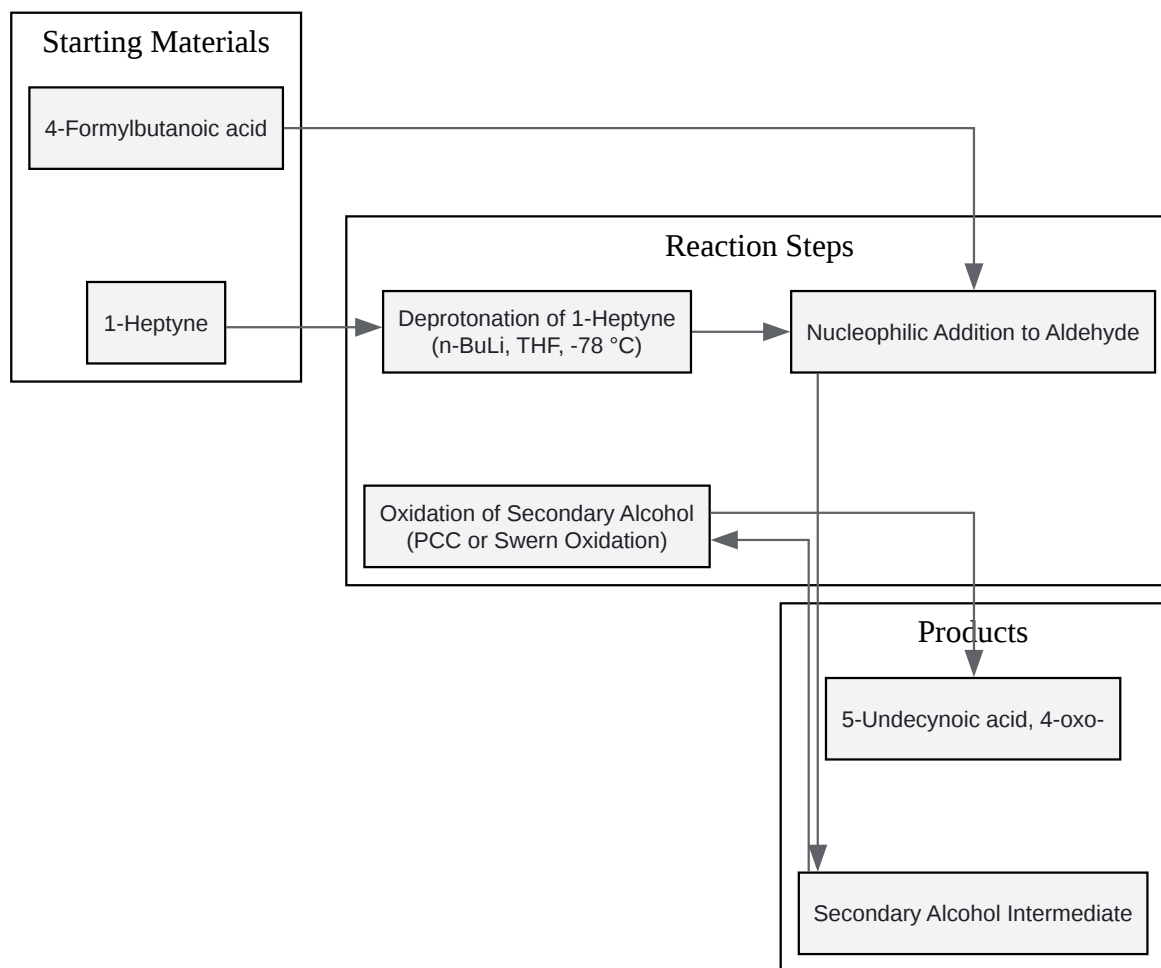 Starting Materials
4-Formylbutanoic acid
1-Heptyne
Reaction Steps
Deprotonation of 1-Heptyne
(n-BuLi, THF, -78 °C)
Nucleophilic Addition to Aldehyde
Oxidation of Secondary Alcohol
(PCC or Swern Oxidation)
Products
5-Undecynoic acid, 4-oxo-
Secondary Alcohol Intermediate